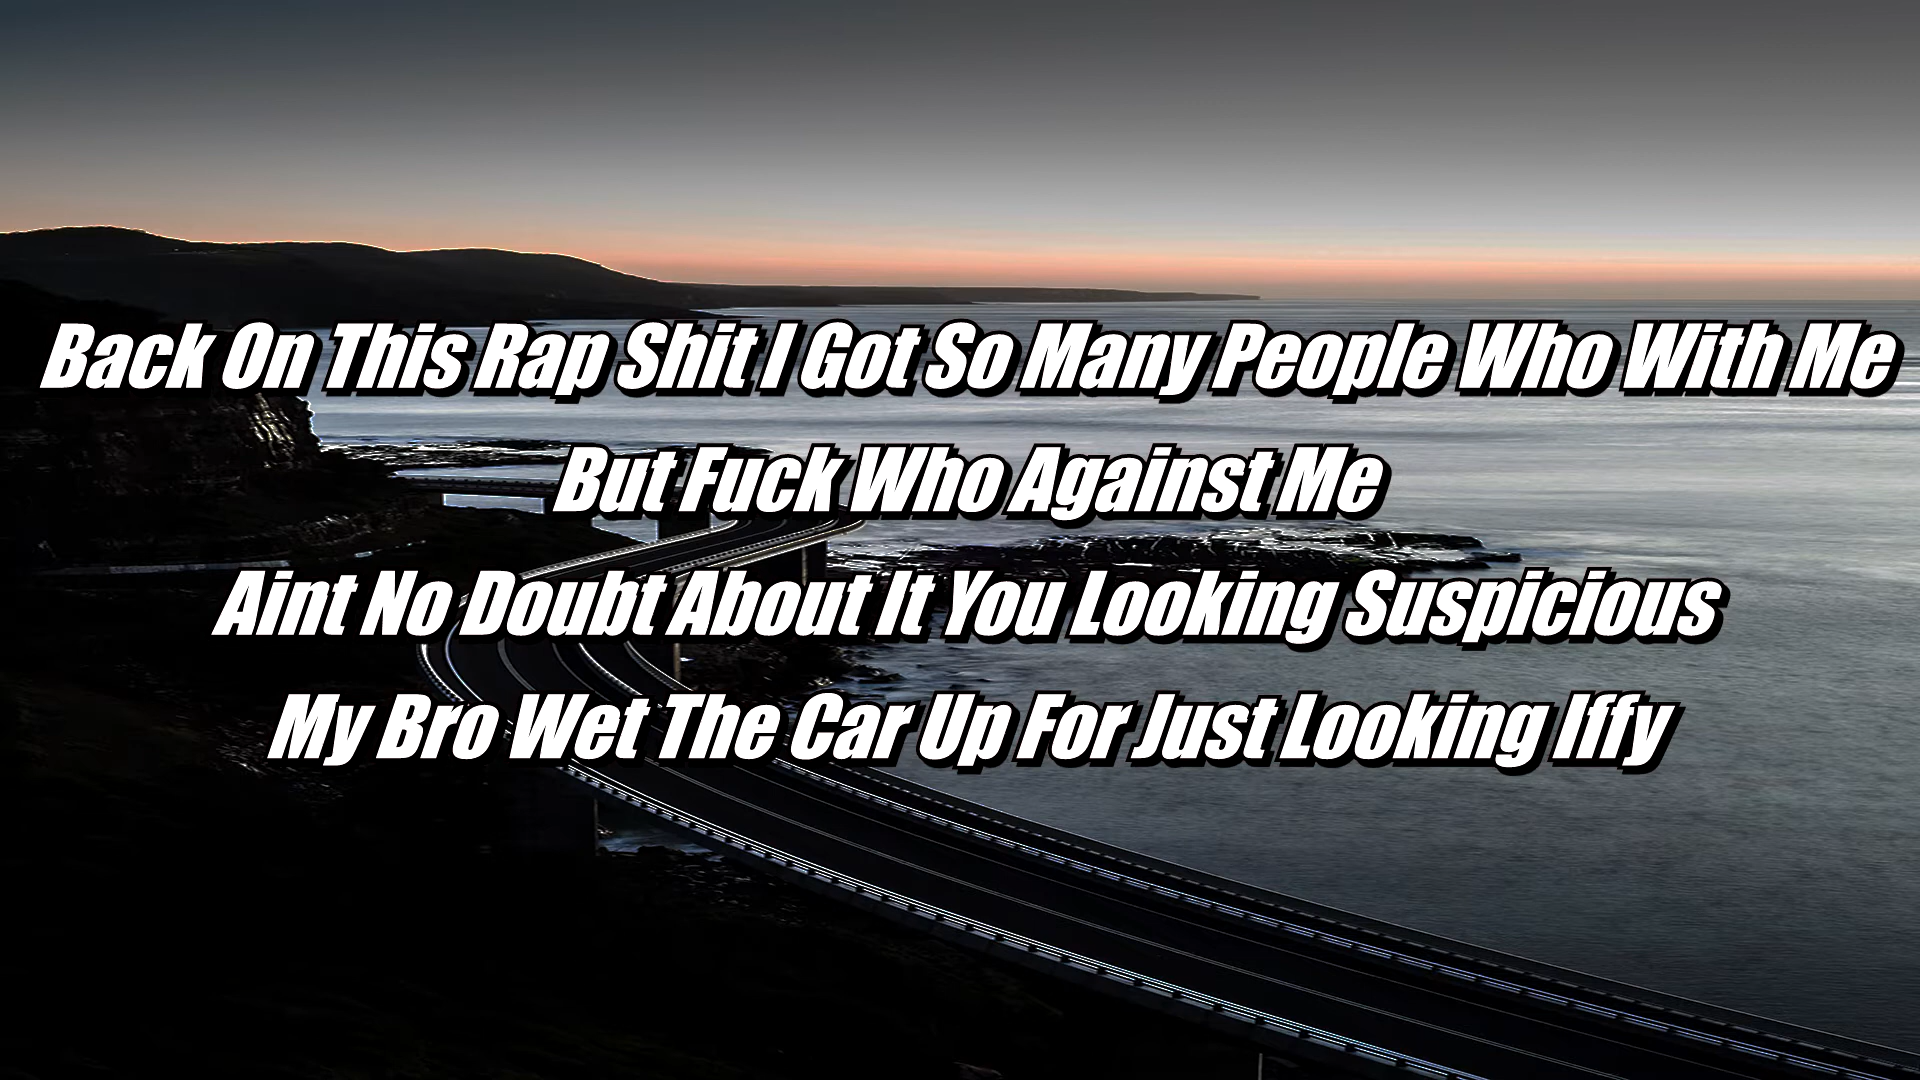 Back On This Rap Shit I Got So Many People Who With Me
But Fuck Who Against Me
Aint No Doubt About It You Looking Suspicious
My Bro Wet The Car Up For Just Looking Iffy